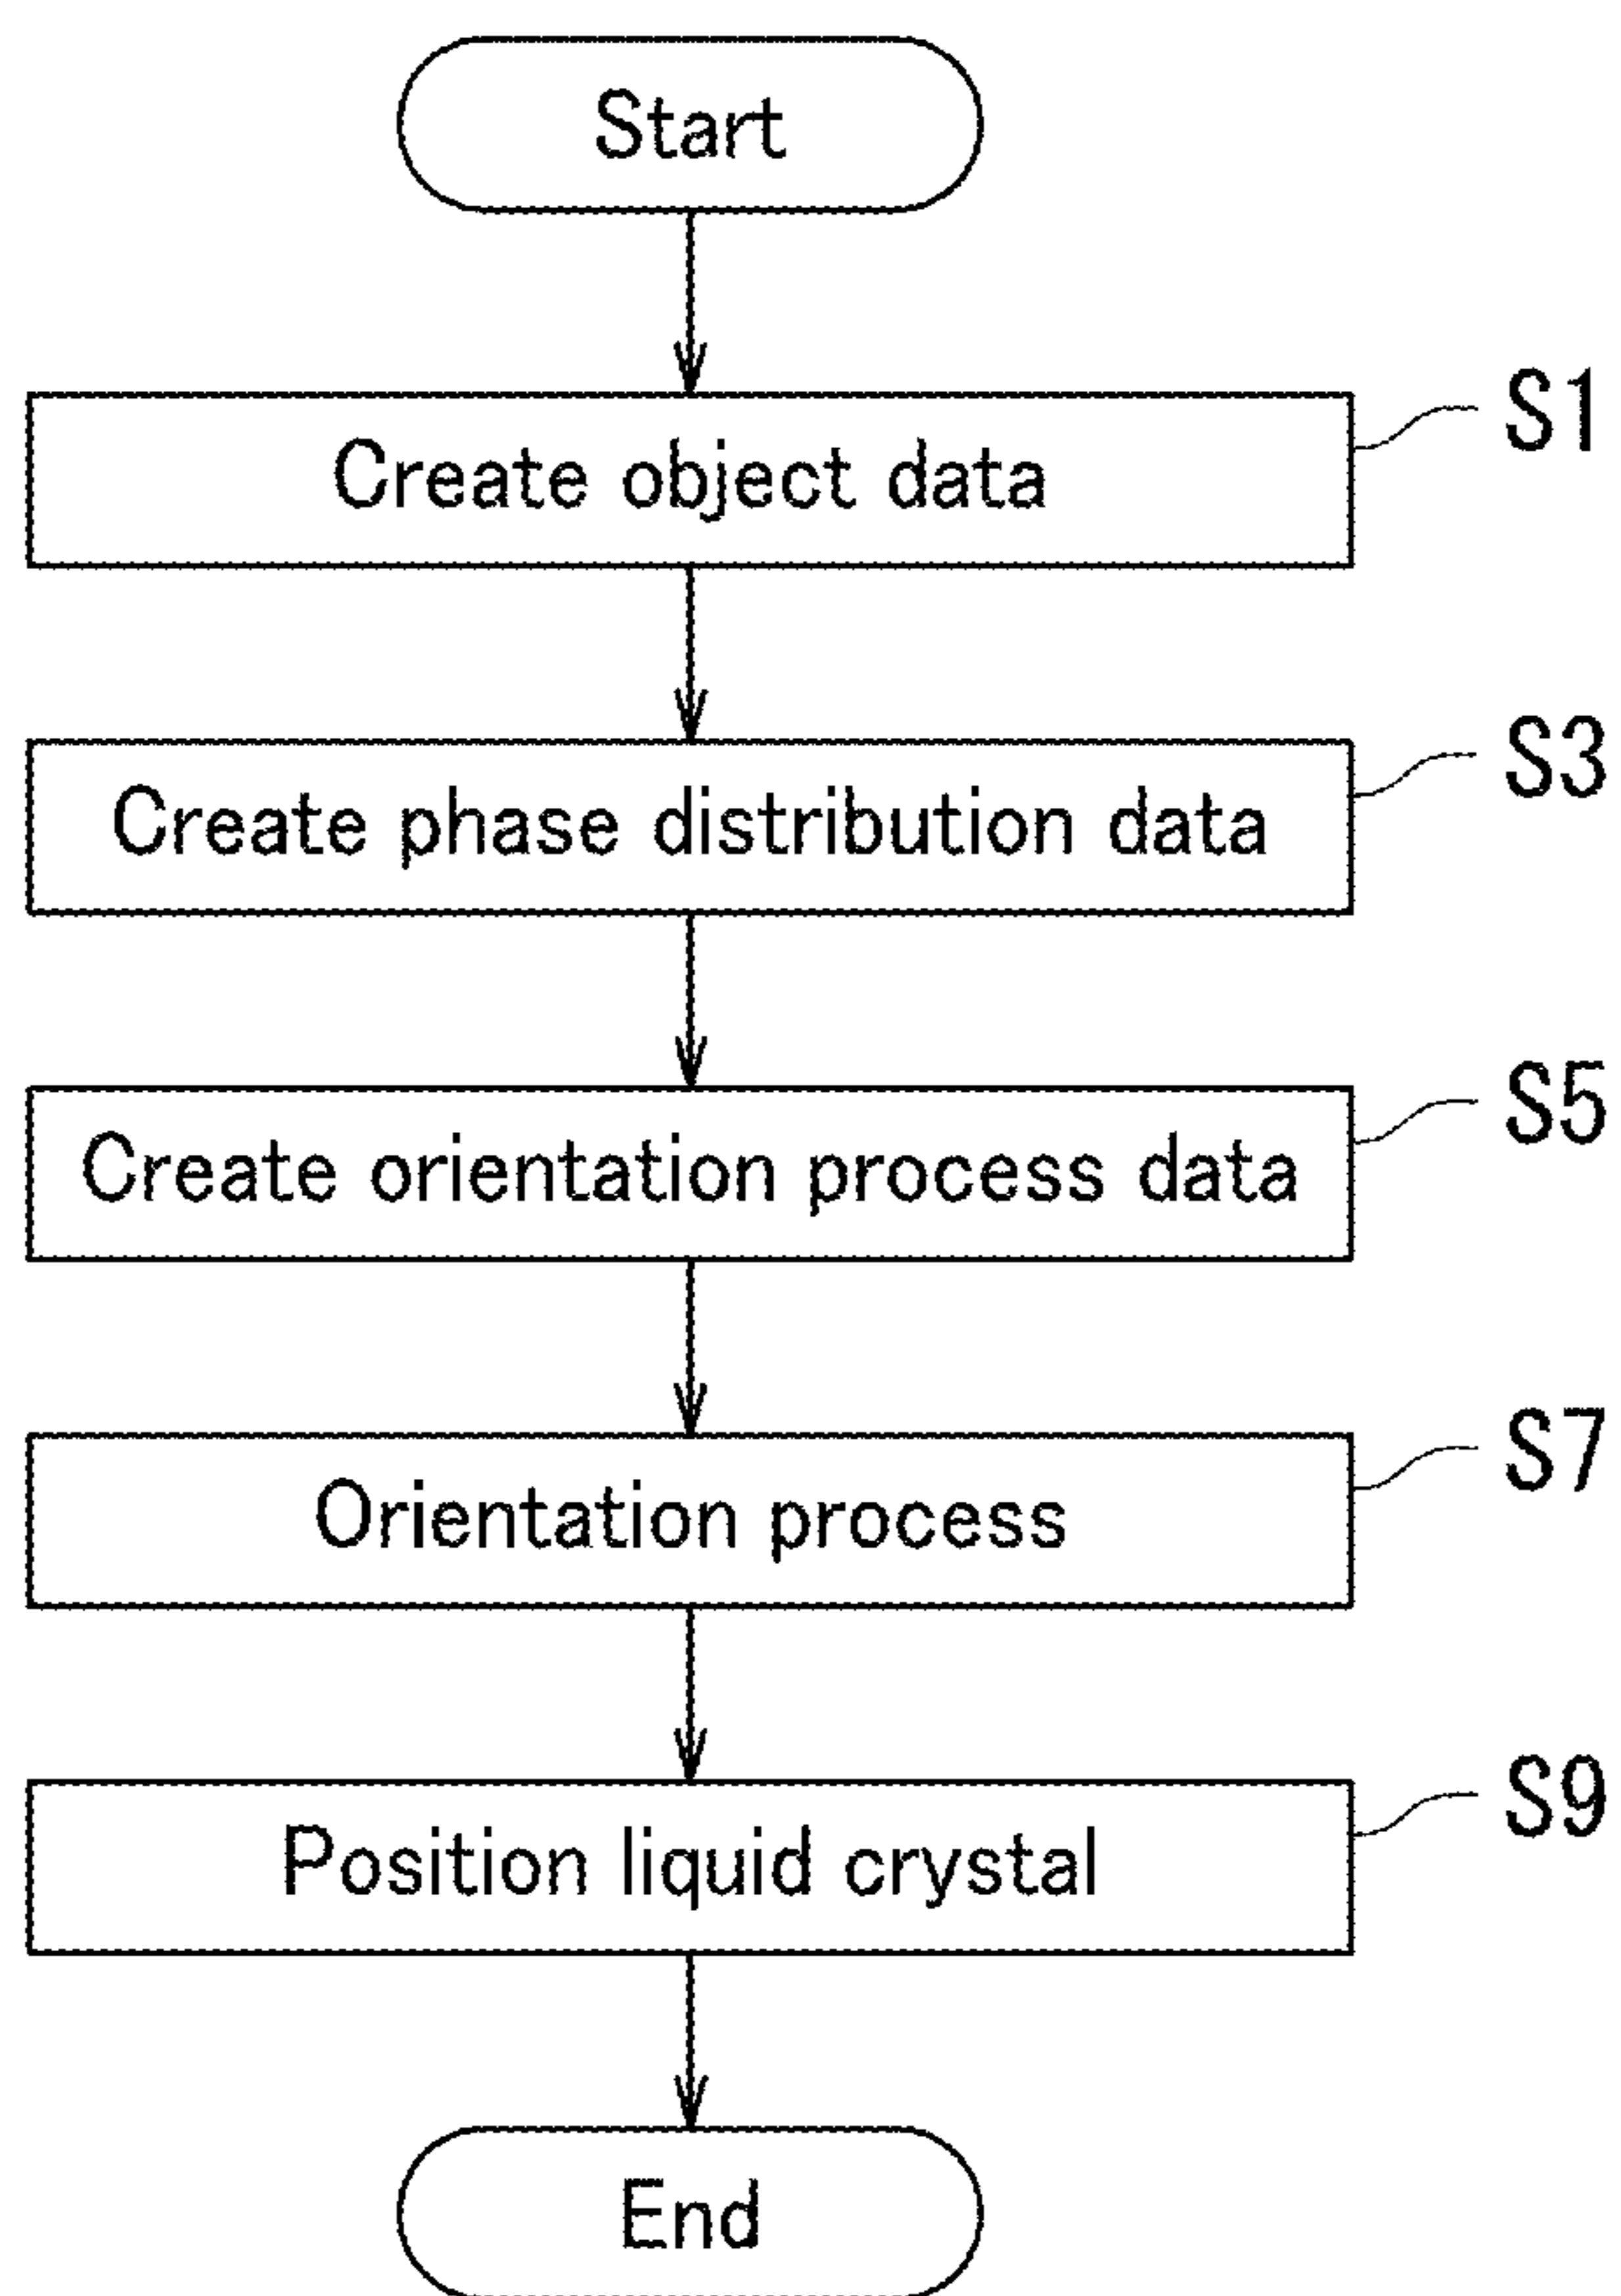 Start
Create object data
S1
Create phase distribution data
S3
Create orientation process data
S5
Orientation process
S7
Position liquid crystal
S9
End